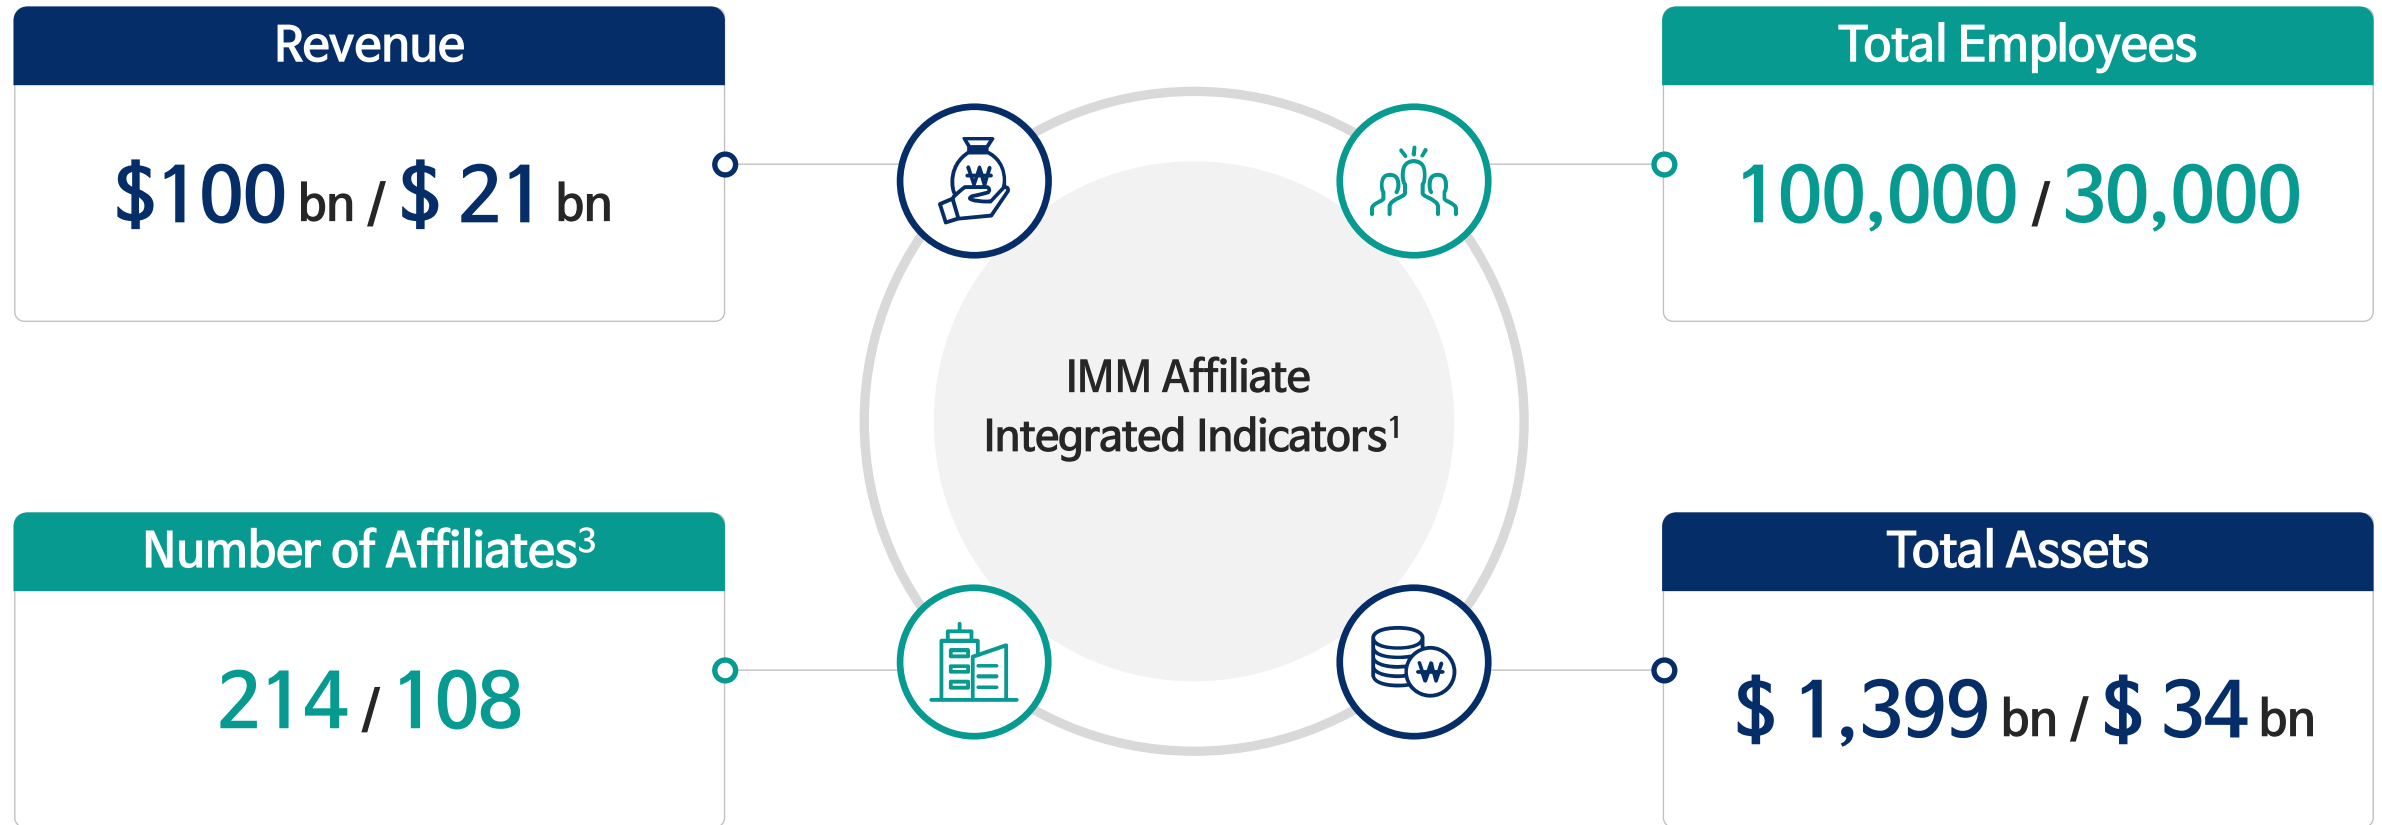 Revenue
$100 bn / $ 21 bn
Total Employees
100,000 / 30,000
IMM Affiliate
Integrated Indicators¹
Number of Affiliates³
214 / 108
Total Assets
$ 1,399 bn / $ 34 bn
₩
₩